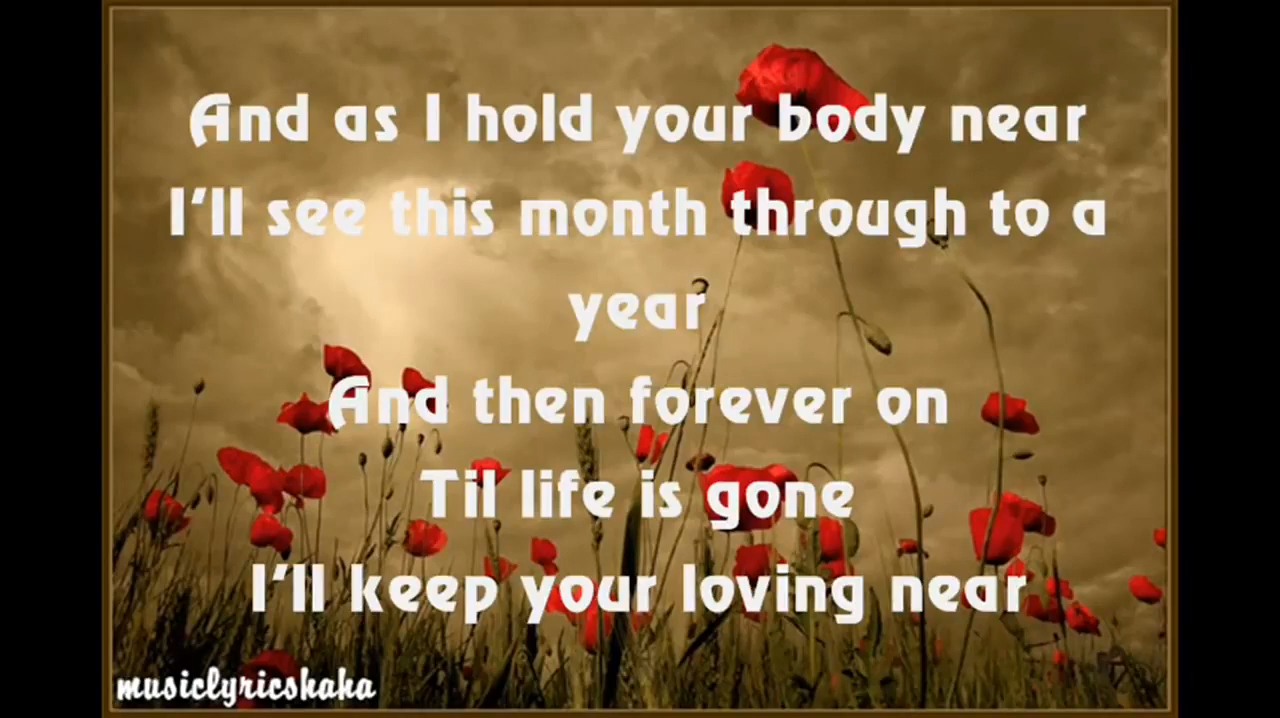 And as I hold your body near
I'll see this month through to a
year
And then forever on
Til life is gone
I'll keep your loving near
musiclyricshaha